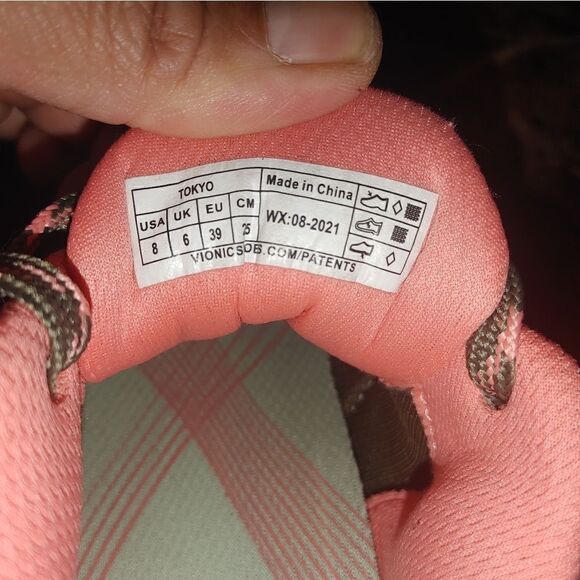 TOKYO
USA UK EU CM
8 6 39 25
Made in China
WX:08-2021
VIONICSOB.COM/PATENTS